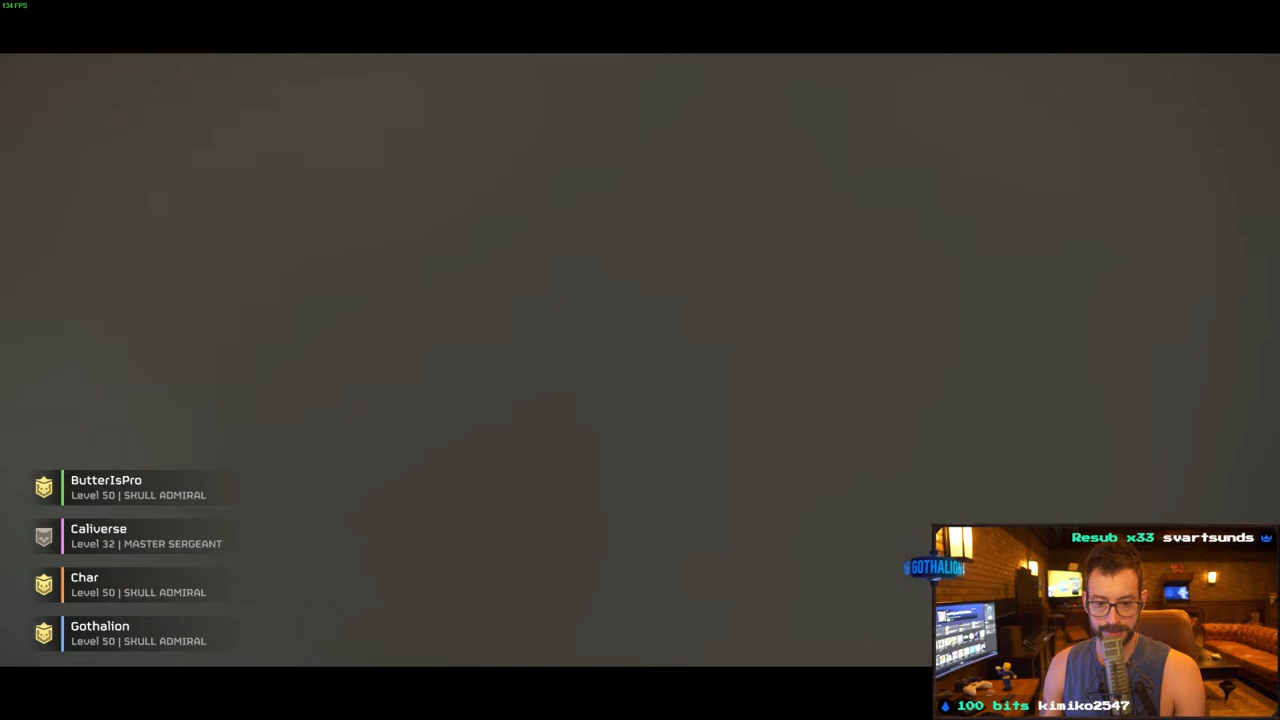 134 FPS
ButterIsPro
Level 50 | SKULL ADMIRAL
Caliverse
Level 32 | MASTER SERGEANT
Char
Level 50 | SKULL ADMIRAL
Gothalion
Level 50 | SKULL ADMIRAL
Resub x33 svartsunds
GOTHALION
100 bits kimiko2547